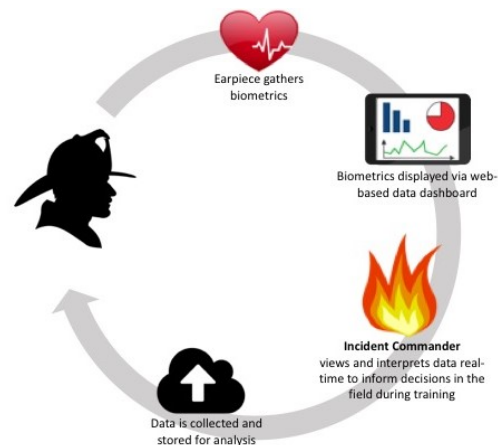 Earpiece gathers
biometrics
Biometrics displayed via web-
based data dashboard
Incident Commander
views and interprets data real-
time to inform decisions in the
field during training
Data is collected and
stored for analysis